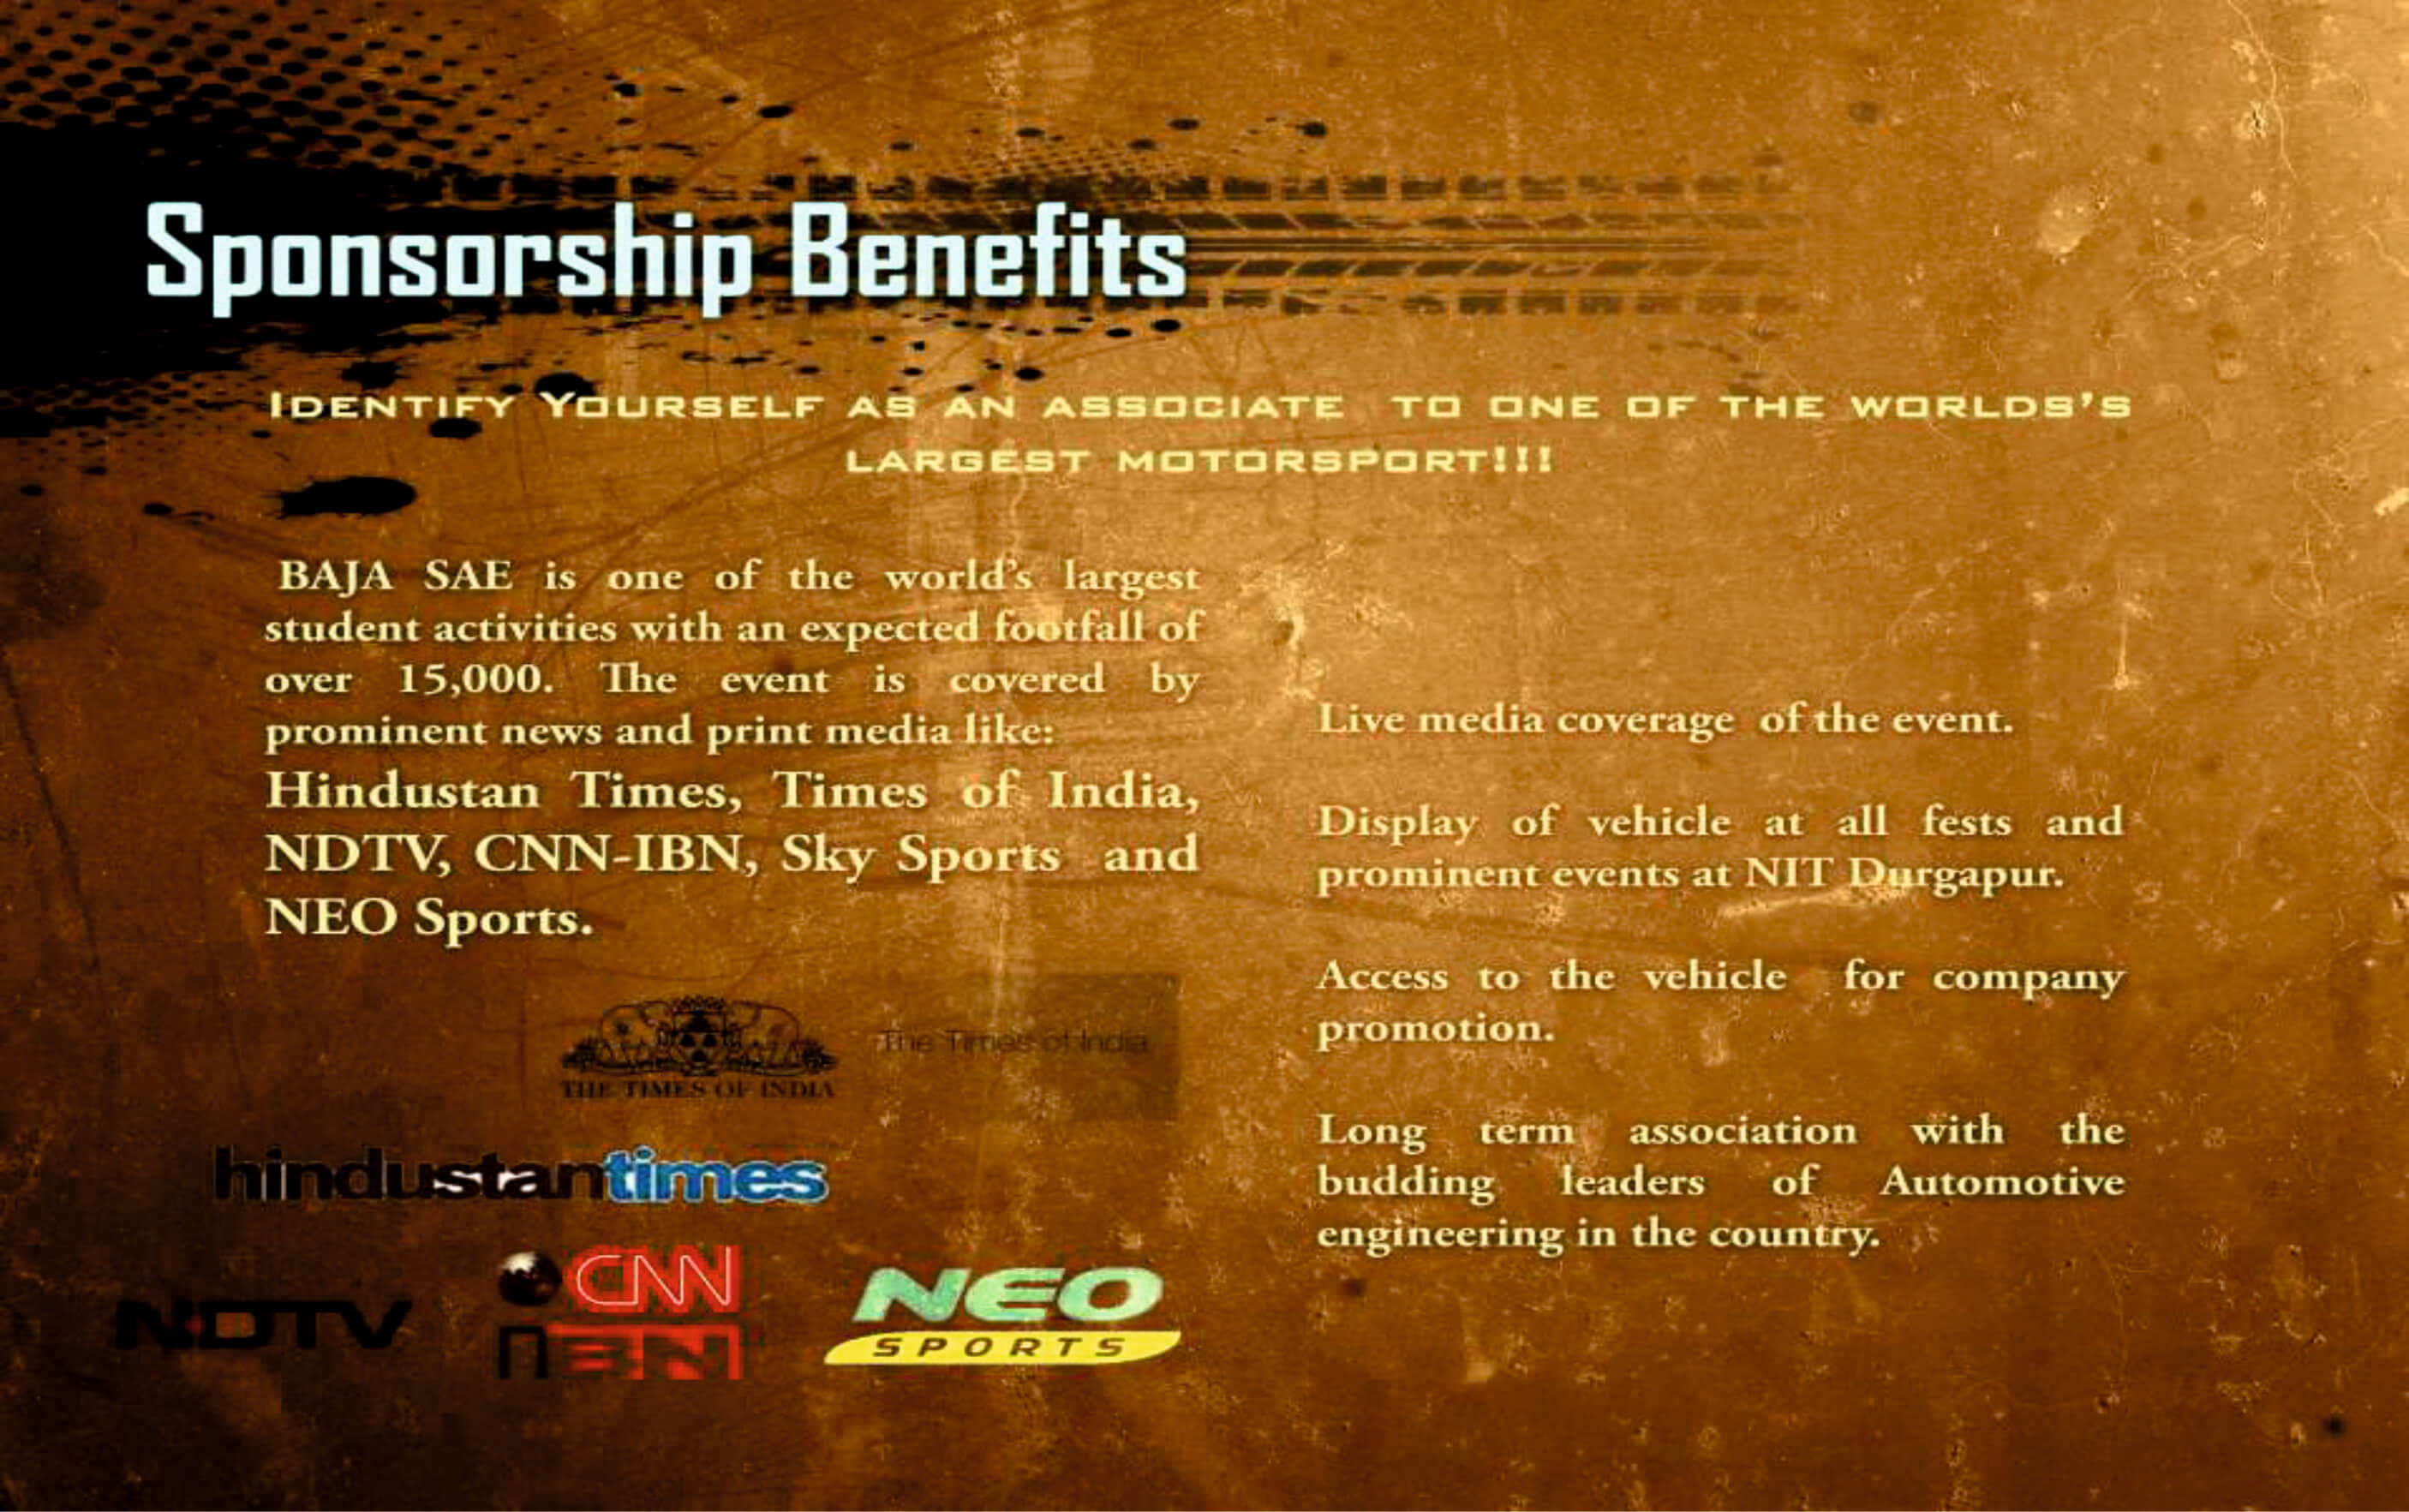 Sponsorship Benefits
IDENTIFY YOURSELF AS AN ASSOCIATE TO ONE OF THE WORLDS'S
LARGEST MOTORSPORT!!!
BAJA SAE is one of the world's largest
student activities with an expected footfall of
over 15,000. The event is covered by
prominent news and print media like:
Hindustan Times, Times of India,
NDTV, CNN-IBN, Sky Sports and
NEO Sports.
THE TIMES OF INDIA
The Times of India
hindustantimes
NDTV
CNN
IBN
NEO
SPORTS
Live media coverage of the event.
Display of vehicle at all fests and
prominent events at NIT Durgapur.
Access to the vehicle for company
promotion.
Long term association with the
budding leaders of Automotive
engineering in the country.